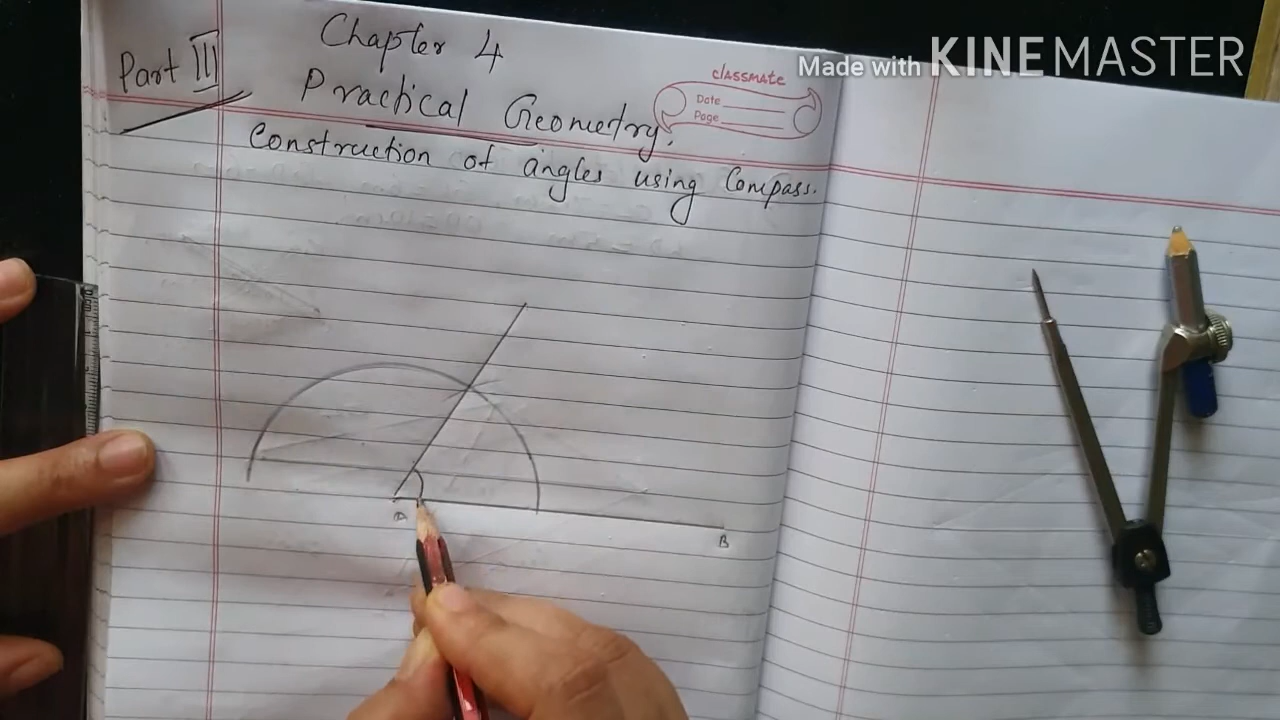 Chapter 4
Part III
Practical Geometry.
Construction of angles using Compass.
classmate
Date
Page
Made with KINEMASTER
B